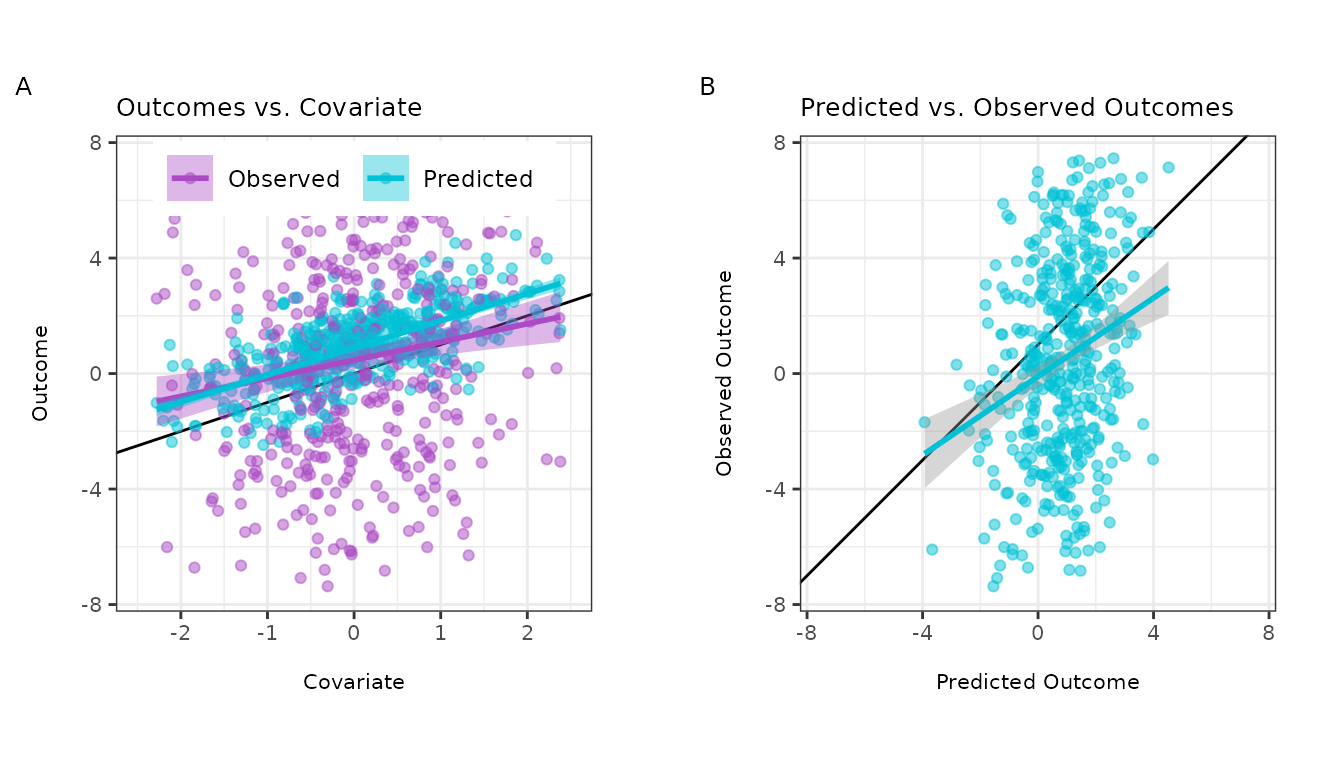 A
Outcomes vs. Covariate
Observed
Predicted
8
4
0
-4
-8
-2
-1
0
1
2
Outcome
Covariate
B
Predicted vs. Observed Outcomes
8
4
0
-4
-8
-8
-4
0
4
8
Observed Outcome
Predicted Outcome